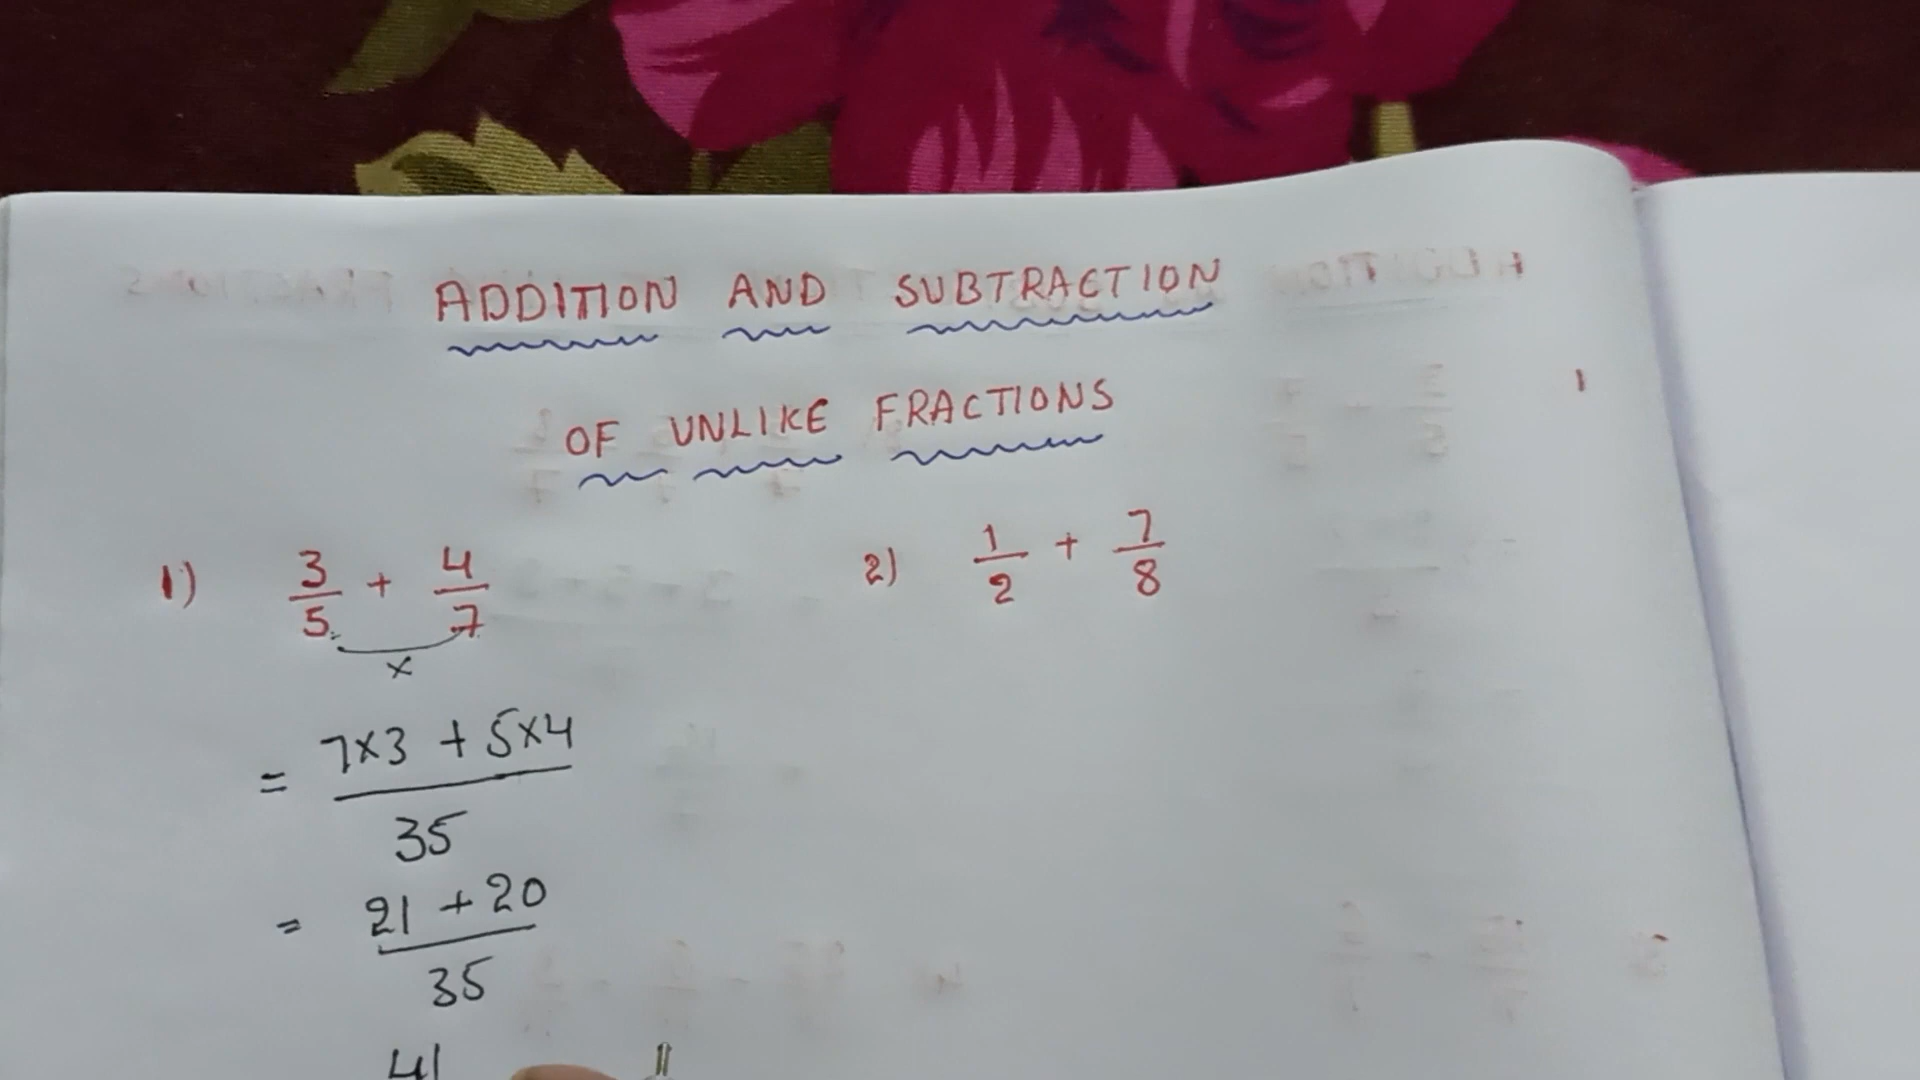 ADDITION AND SUBTRACTION
OF UNLIKE FRACTIONS
1) 3/5 + 4/7
×
2) 1/2 + 7/8
= 7×3 + 5×4 / 35
= 21 + 20 / 35
41